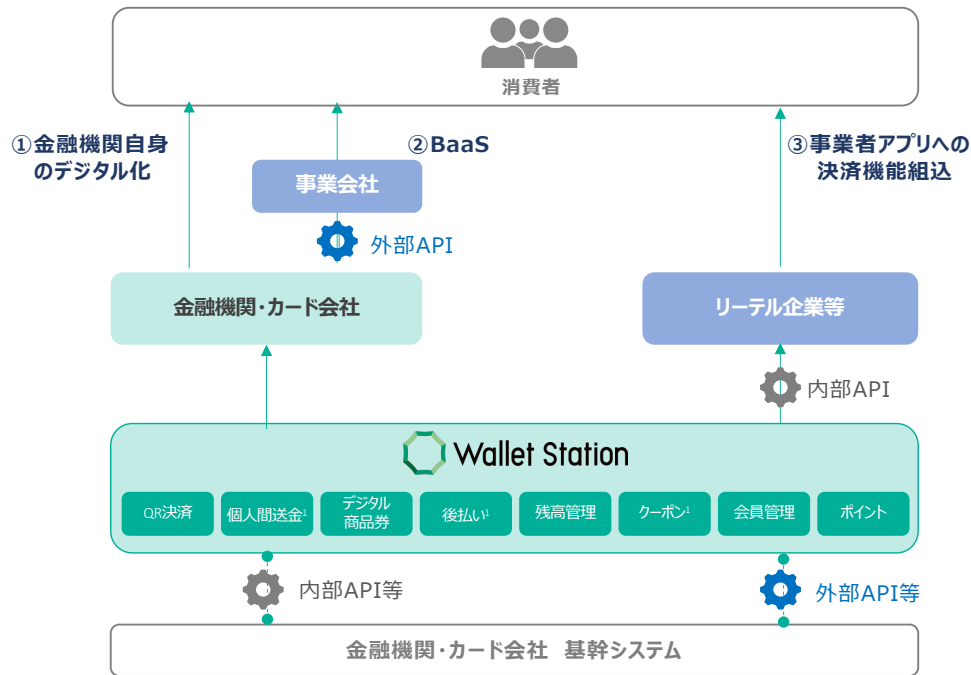 消費者
①金融機関自身
のデジタル化
②BaaS
③事業者アプリへの
決済機能組込
事業会社
外部API
金融機関・カード会社
リーテル企業等
内部API
Wallet Station
QR決済
個人間送金1
デジタル
商品券
後払い1
残高管理
クーポン1
会員管理
ポイント
内部API等
外部API等
金融機関・カード会社 基幹システム